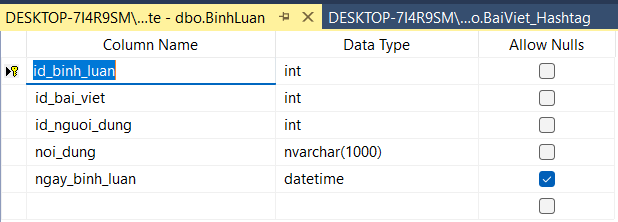 DESKTOP-7I4R9SM\...te - dbo.BinhLuan DESKTOP-7I4R9SM\...o.BaiViet_Hashtag
Column Name Data Type Allow Nulls
id_binh_luan int
id_bai_viet int
id_nguoi_dung int
noi_dung nvarchar(1000)
ngay_binh_luan datetime